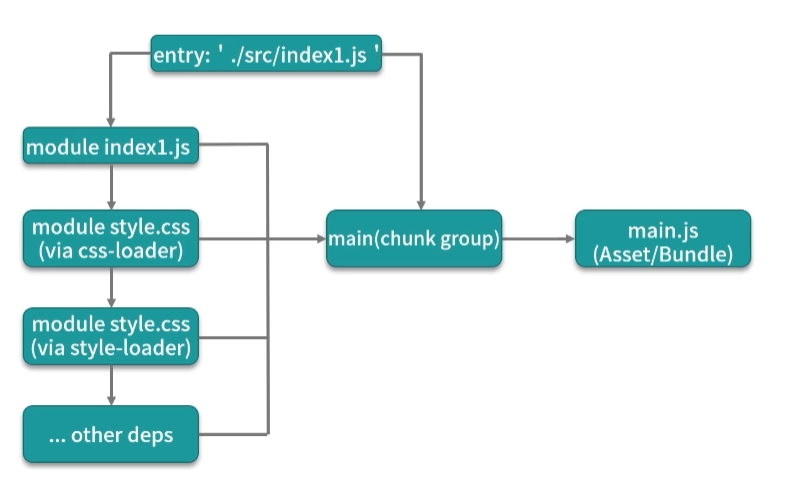 entry: ' ./src/index1.js '
module index1.js
module style.css
(via css-loader)
main(chunk group)
main.js
(Asset/Bundle)
module style.css
(via style-loader)
... other deps